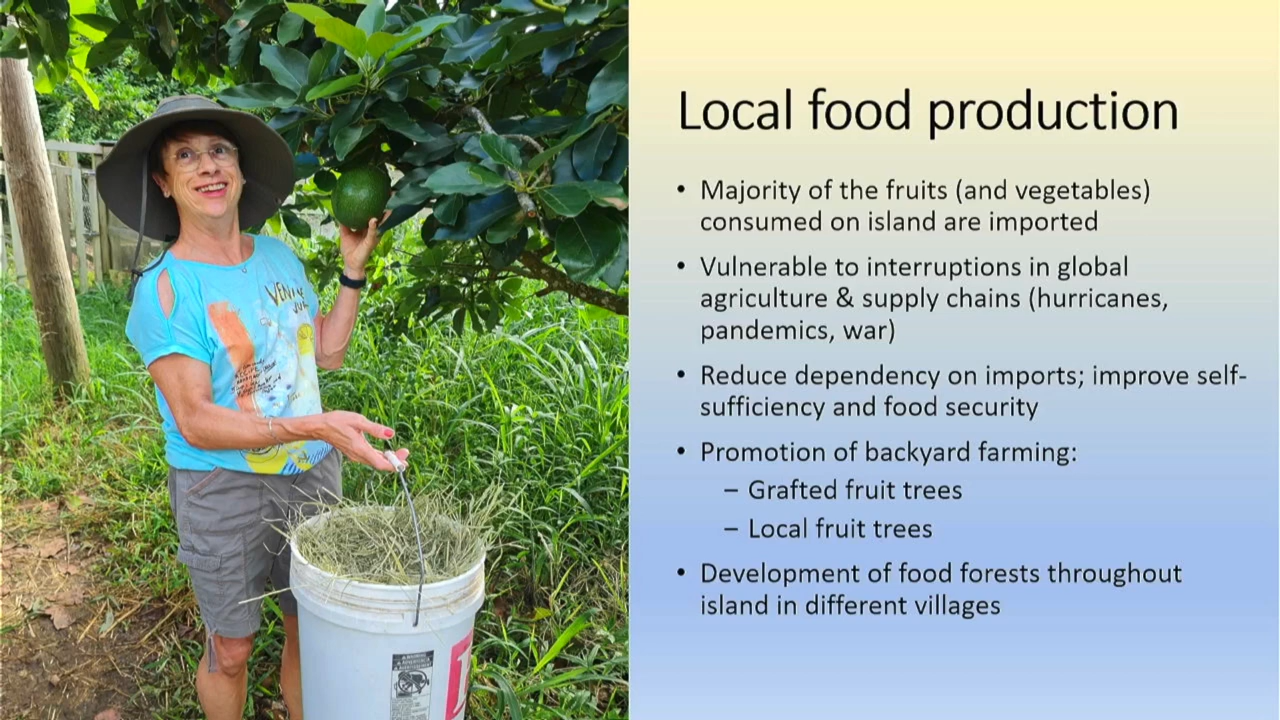 Local food production
• Majority of the fruits (and vegetables)
consumed on island are imported
• Vulnerable to interruptions in global
agriculture & supply chains (hurricanes,
pandemics, war)
• Reduce dependency on imports; improve self-
sufficiency and food security
• Promotion of backyard farming:
– Grafted fruit trees
– Local fruit trees
• Development of food forests throughout
island in different villages